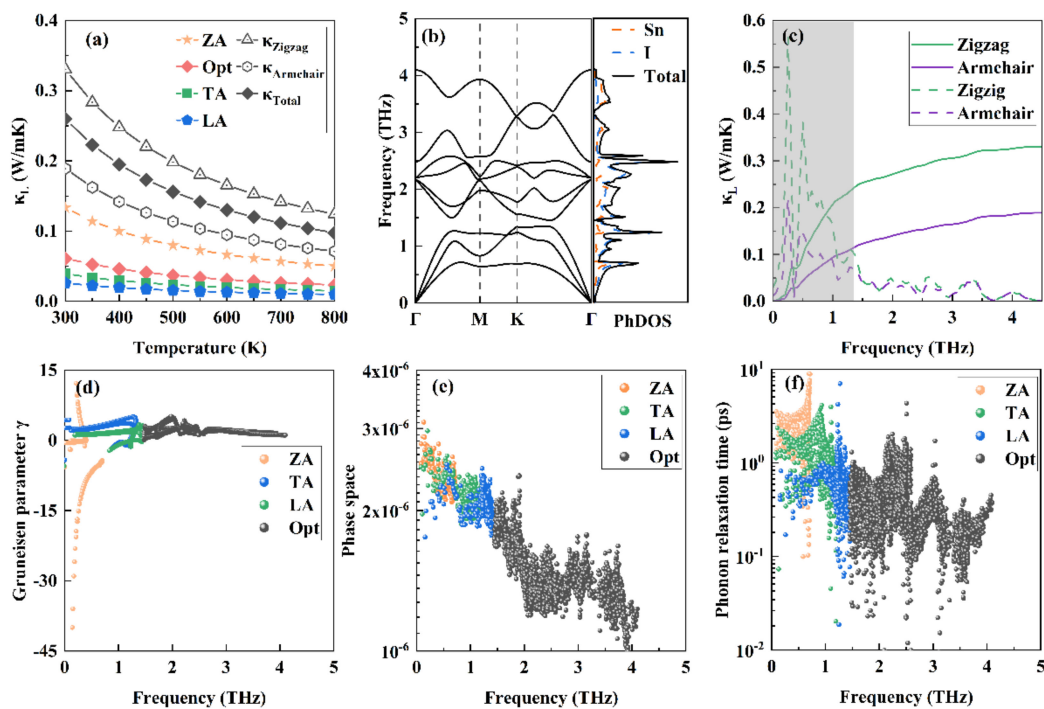 (a)
ZA
Opt
TA
LA
κZigzag
κArmchair
κTotal
κL (W/mK)
0.4
0.3
0.2
0.1
0.0
300 400 500 600 700 800
Temperature (K)
(b)
Sn
I
Total
Frequency (THz)
5
4
3
2
1
0
Γ M K Γ
PhDOS
(c)
Zigzag
Armchair
Zigzig
Armchair
κL (W/mK)
0.6
0.5
0.4
0.3
0.2
0.1
0.0
0 1 2 3 4
Frequency (THz)
(d)
ZA
TA
LA
Opt
Gruneisen parameter γ
15
0
-15
-30
-45
0 1 2 3 4 5
Frequency (THz)
(e)
ZA
TA
LA
Opt
Phase space
4x10-6
3x10-6
2x10-6
10-6
0 1 2 3 4 5
Frequency (THz)
(f)
ZA
TA
LA
Opt
Phonon relaxation time (ps)
10 1
10 0
10-1
10-2
0 1 2 3 4 5
Frequency (THz)